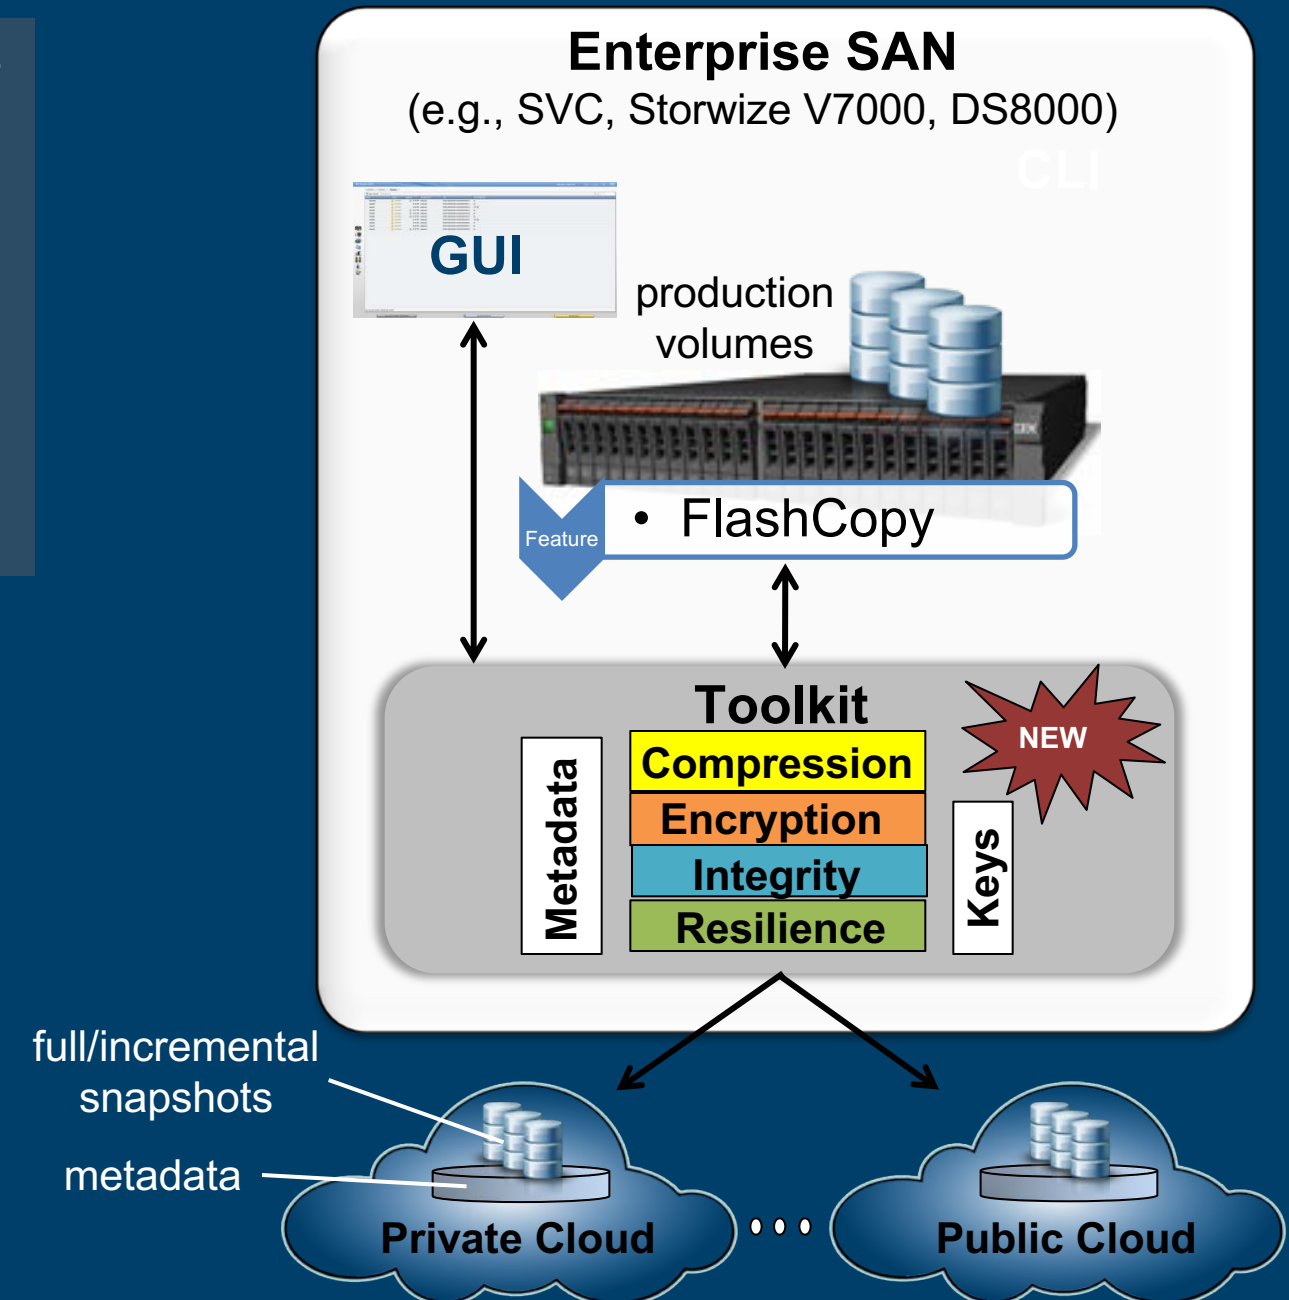 Enterprise SAN
(e.g., SVC, Storwize V7000, DS8000)
CLI
GUI
production
volumes
Feature
• FlashCopy
Toolkit
NEW
Metadata
Compression
Encryption
Integrity
Resilience
Keys
full/incremental
snapshots
metadata
Private Cloud
Public Cloud